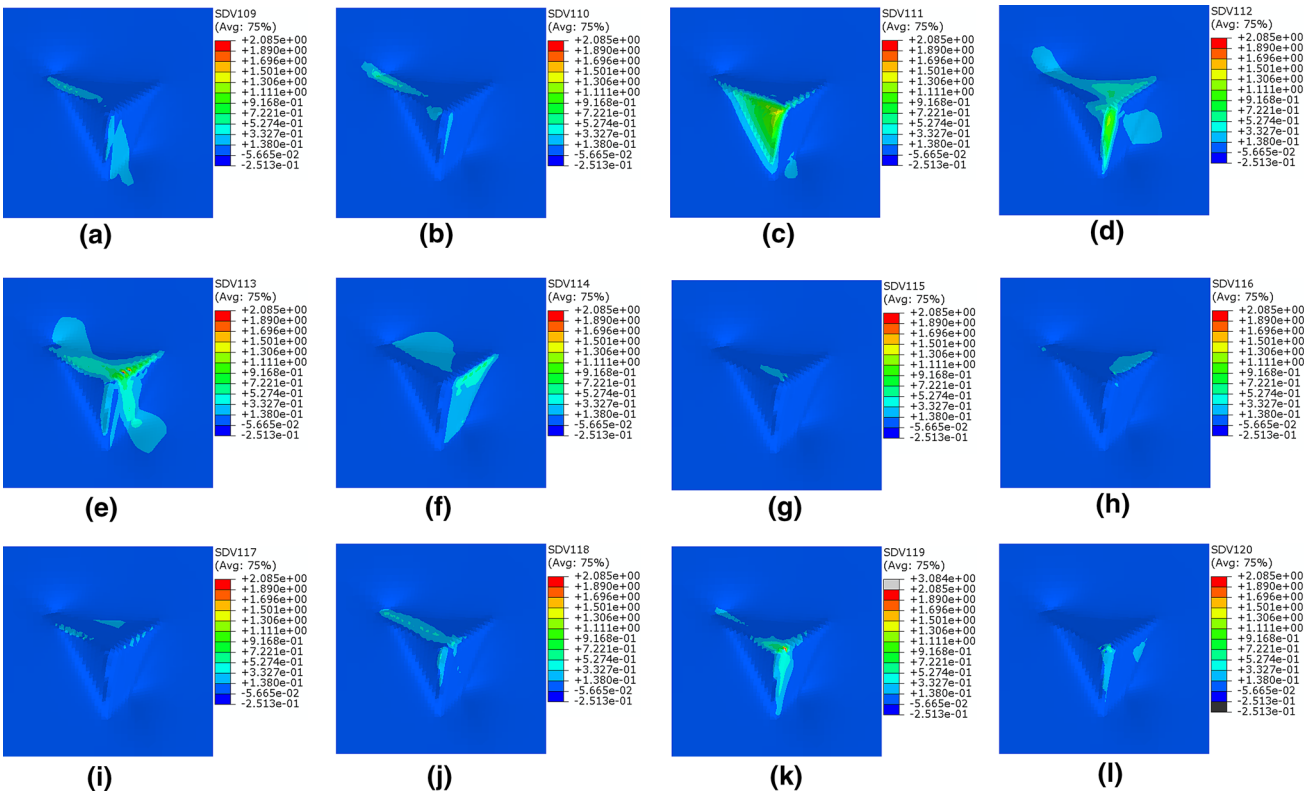 SDV109
(Avg: 75%)
+2.085e+00
+1.890e+00
+1.696e+00
+1.501e+00
+1.306e+00
+1.111e+00
+9.168e-01
+7.221e-01
+5.274e-01
+3.327e-01
+1.380e-01
-5.665e-02
-2.513e-01
(a)
SDV110
(Avg: 75%)
+2.085e+00
+1.890e+00
+1.696e+00
+1.501e+00
+1.306e+00
+1.111e+00
+9.168e-01
+7.221e-01
+5.274e-01
+3.327e-01
+1.380e-01
-5.665e-02
-2.513e-01
(b)
SDV111
(Avg: 75%)
+2.085e+00
+1.890e+00
+1.696e+00
+1.501e+00
+1.306e+00
+1.111e+00
+9.168e-01
+7.221e-01
+5.274e-01
+3.327e-01
+1.380e-01
-5.665e-02
-2.513e-01
(c)
SDV112
(Avg: 75%)
+2.085e+00
+1.890e+00
+1.696e+00
+1.501e+00
+1.306e+00
+1.111e+00
+9.168e-01
+7.221e-01
+5.274e-01
+3.327e-01
+1.380e-01
-5.665e-02
-2.513e-01
(d)
SDV113
(Avg: 75%)
+2.085e+00
+1.890e+00
+1.696e+00
+1.501e+00
+1.306e+00
+1.111e+00
+9.168e-01
+7.221e-01
+5.274e-01
+3.327e-01
+1.380e-01
-5.665e-02
-2.513e-01
(e)
SDV114
(Avg: 75%)
+2.085e+00
+1.890e+00
+1.696e+00
+1.501e+00
+1.306e+00
+1.111e+00
+9.168e-01
+7.221e-01
+5.274e-01
+3.327e-01
+1.380e-01
-5.665e-02
-2.513e-01
(f)
SDV115
(Avg: 75%)
+2.085e+00
+1.890e+00
+1.696e+00
+1.501e+00
+1.306e+00
+1.111e+00
+9.168e-01
+7.221e-01
+5.274e-01
+3.327e-01
+1.380e-01
-5.665e-02
-2.513e-01
(g)
SDV116
(Avg: 75%)
+2.085e+00
+1.890e+00
+1.696e+00
+1.501e+00
+1.306e+00
+1.111e+00
+9.168e-01
+7.221e-01
+5.274e-01
+3.327e-01
+1.380e-01
-5.665e-02
-2.513e-01
(h)
SDV117
(Avg: 75%)
+2.085e+00
+1.890e+00
+1.696e+00
+1.501e+00
+1.306e+00
+1.111e+00
+9.168e-01
+7.221e-01
+5.274e-01
+3.327e-01
+1.380e-01
-5.665e-02
-2.513e-01
(i)
SDV118
(Avg: 75%)
+2.085e+00
+1.890e+00
+1.696e+00
+1.501e+00
+1.306e+00
+1.111e+00
+9.168e-01
+7.221e-01
+5.274e-01
+3.327e-01
+1.380e-01
-5.665e-02
-2.513e-01
(j)
SDV119
(Avg: 75%)
+3.084e+00
+2.085e+00
+1.890e+00
+1.696e+00
+1.501e+00
+1.306e+00
+1.111e+00
+9.168e-01
+7.221e-01
+5.274e-01
+3.327e-01
+1.380e-01
-5.665e-02
-2.513e-01
(k)
SDV120
(Avg: 75%)
+2.085e+00
+1.890e+00
+1.696e+00
+1.501e+00
+1.306e+00
+1.111e+00
+9.168e-01
+7.221e-01
+5.274e-01
+3.327e-01
+1.380e-01
-5.665e-02
-2.513e-01
-2.513e-01
(l)